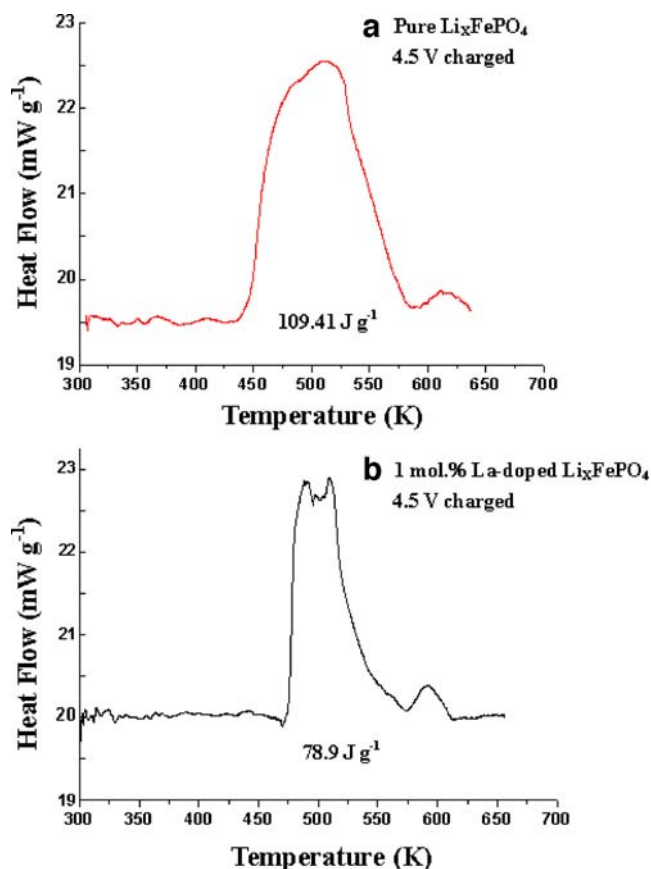 a Pure LiₓFePO₄
4.5 V charged
23
22
21
20
19
Heat Flow (mW g⁻¹)
109.41 J g⁻¹
300 350 400 450 500 550 600 650 700
Temperature (K)
b 1 mol.% La-doped LiₓFePO₄
4.5 V charged
23
22
21
20
19
Heat Flow (mW g⁻¹)
78.9 J g⁻¹
300 350 400 450 500 550 600 650 700
Temperature (K)